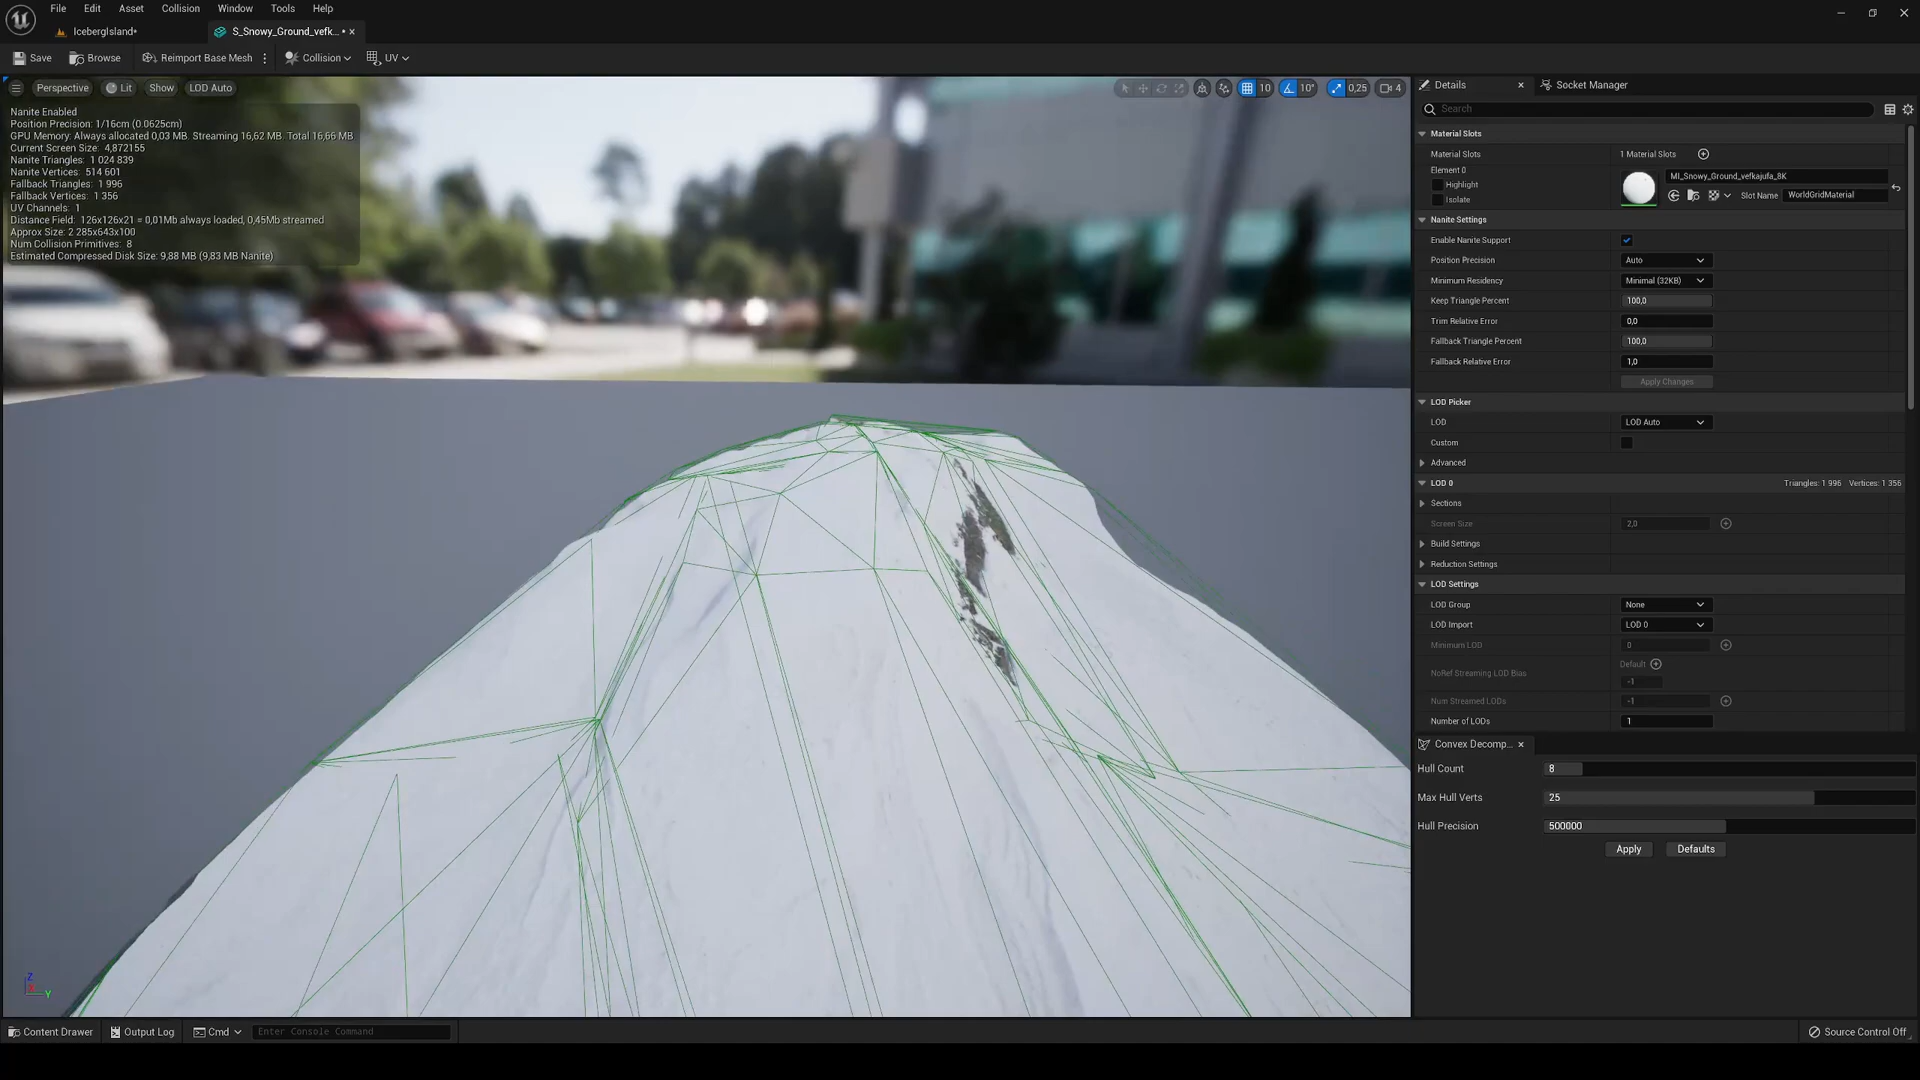 File Edit Asset Collision Window Tools Help
IcebergIsland*
S_Snowy_Ground_vefk... •
Save Browse Reimport Base Mesh Collision UV
Perspective Lit Show LOD Auto
10 10° 0,25 4
Nanite Enabled
Position Precision: 1/16cm (0.0625cm)
GPU Memory: Always allocated 0,03 MB. Streaming 16,62 MB. Total 16,66 MB
Current Screen Size: 4,872155
Nanite Triangles: 1 024 839
Nanite Vertices: 514 601
Fallback Triangles: 1 996
Fallback Vertices: 1 356
UV Channels: 1
Distance Field: 126x126x21 = 0,01Mb always loaded, 0,45Mb streamed
Approx Size: 2 285x643x100
Num Collision Primitives: 8
Estimated Compressed Disk Size: 9,88 MB (9,83 MB Nanite)
Z
X
Y
Details
Socket Manager
Search
Material Slots
Material Slots 1 Material Slots
Element 0
Highlight
Isolate
MI_Snowy_Ground_vefkajufa_8K
Slot Name WorldGridMaterial
Nanite Settings
Enable Nanite Support
Position Precision Auto
Minimum Residency Minimal (32KB)
Keep Triangle Percent 100,0
Trim Relative Error 0,0
Fallback Triangle Percent 100,0
Fallback Relative Error 1,0
Apply Changes
LOD Picker
LOD LOD Auto
Custom
Advanced
LOD 0 Triangles: 1 996 Vertices: 1 356
Sections
Screen Size 2,0
Build Settings
Reduction Settings
LOD Settings
LOD Group None
LOD Import LOD 0
Minimum LOD 0
NoRef Streaming LOD Bias Default
-1
Num Streamed LODs -1
Number of LODs 1
Convex Decomp...
Hull Count 8
Max Hull Verts 25
Hull Precision 500000
Apply Defaults
Content Drawer Output Log Cmd Enter Console Command
Source Control Off